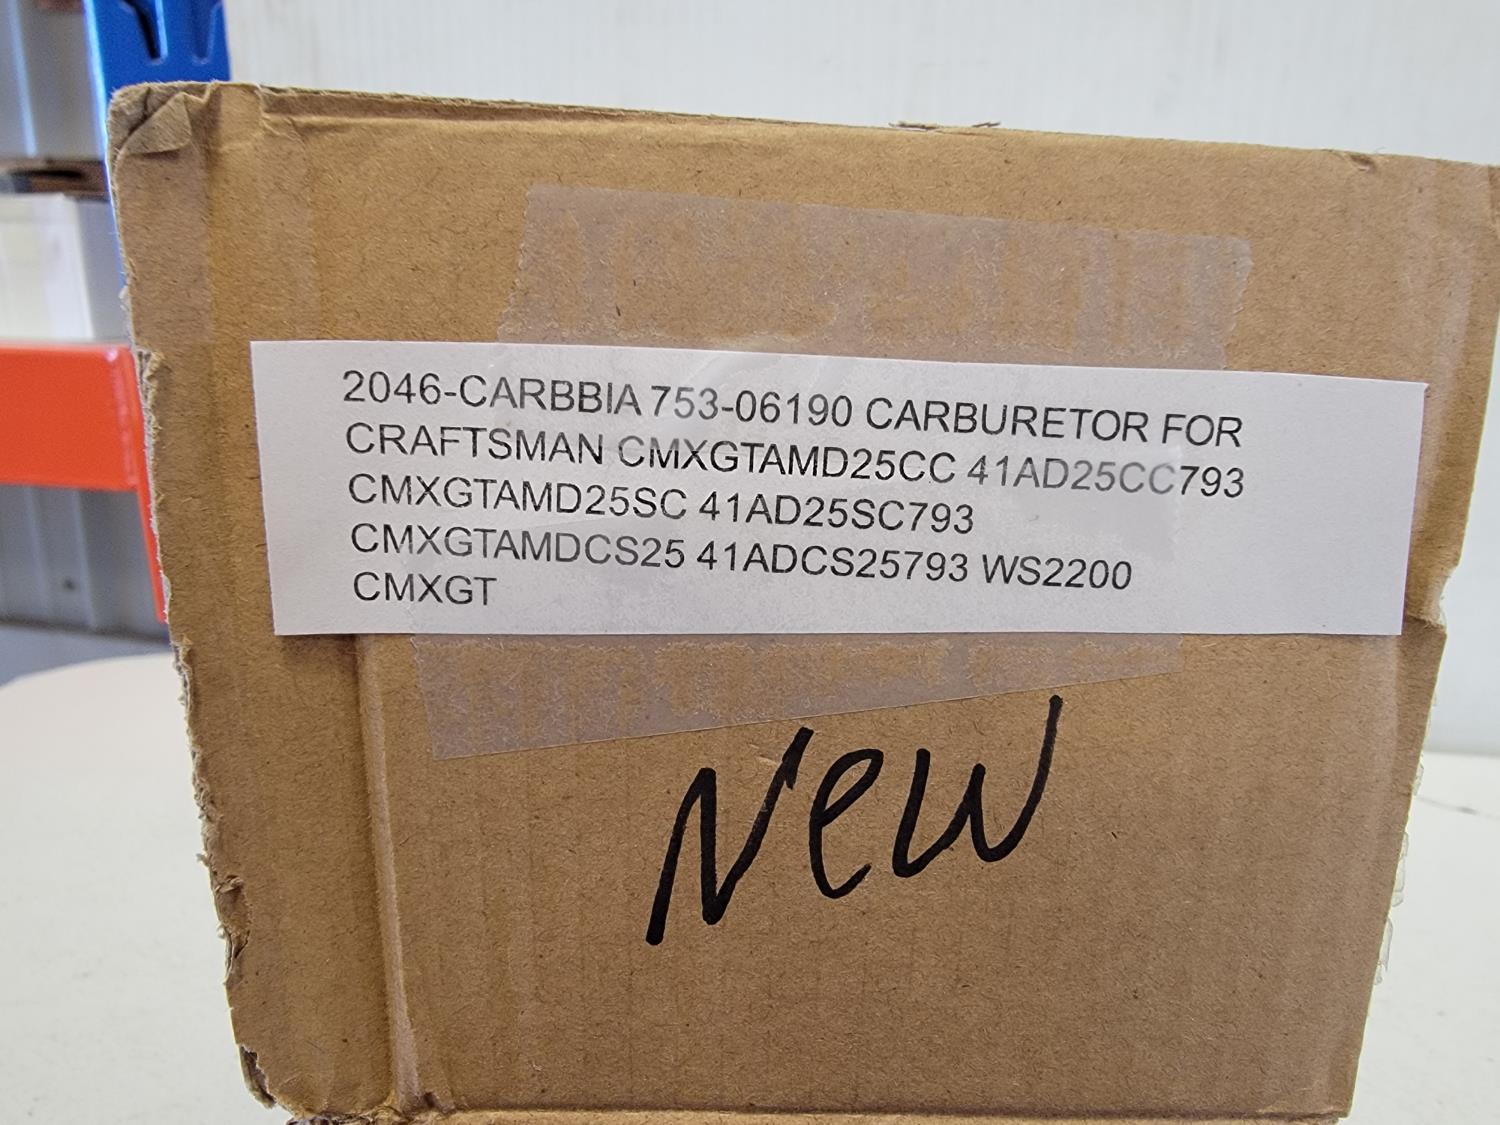 2046-CARBBIA 753-06190 CARBURETOR FOR
CRAFTSMAN CMXGTAMD25CC 41AD25CC793
CMXGTAMD25SC 41AD25SC793
CMXGTAMDCS25 41ADCS25793 WS2200
CMXGT
New